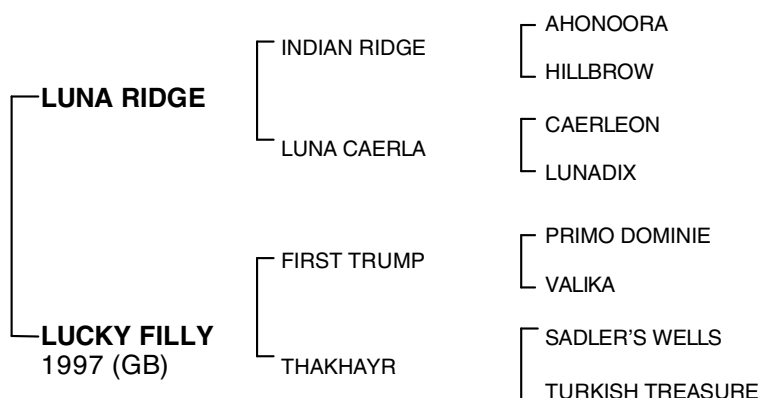 AHONOORA
INDIAN RIDGE
HILLBROW
LUNA RIDGE
CAERLEON
LUNA CAERLA
LUNADIX
PRIMO DOMINIE
FIRST TRUMP
VALIKA
LUCKY FILLY
1997 (GB)
SADLER'S WELLS
THAKHAYR
TURKISH TREASURE